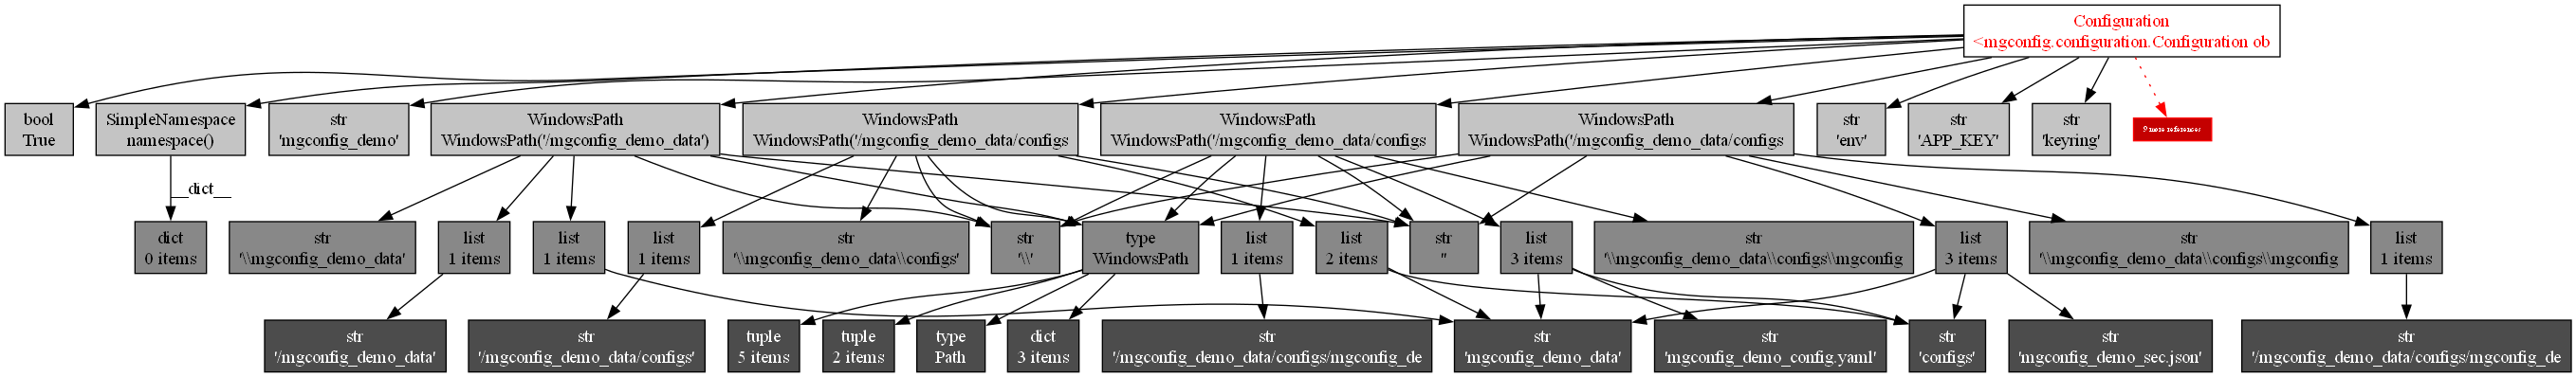 Configuration
<mgconfig.configuration.Configuration ob
bool
True
SimpleNamespace
namespace()
str
'mgconfig_demo'
WindowsPath
WindowsPath('/mgconfig_demo_data')
WindowsPath
WindowsPath('/mgconfig_demo_data/configs
WindowsPath
WindowsPath('/mgconfig_demo_data/configs
WindowsPath
WindowsPath('/mgconfig_demo_data/configs
str
'env'
str
'APP_KEY'
str
'keyring'
9 more references
__dict__
dict
0 items
str
'\\mgconfig_demo_data'
list
1 items
list
1 items
list
1 items
str
'\\mgconfig_demo_data\\configs'
str
'\\'
type
WindowsPath
list
1 items
list
2 items
str
''
list
3 items
str
'\\mgconfig_demo_data\\configs\\mgconfig
list
3 items
str
'\\mgconfig_demo_data\\configs\\mgconfig
list
1 items
str
'/mgconfig_demo_data'
str
'/mgconfig_demo_data/configs'
tuple
5 items
tuple
2 items
type
Path
dict
3 items
str
'/mgconfig_demo_data/configs/mgconfig_de
str
'mgconfig_demo_data'
str
'mgconfig_demo_config.yaml'
str
'configs'
str
'mgconfig_demo_sec.json'
str
'/mgconfig_demo_data/configs/mgconfig_de